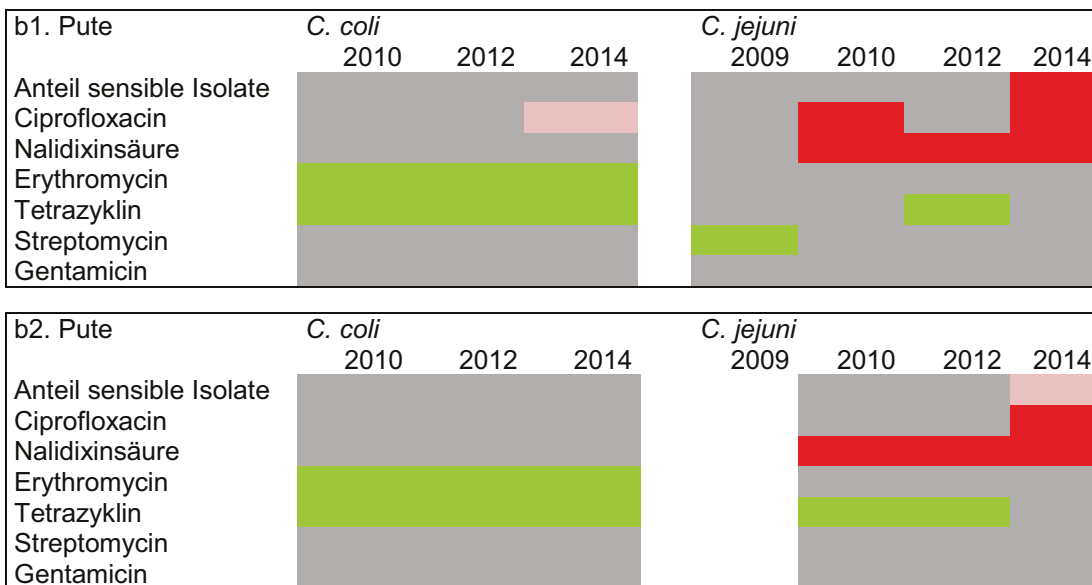 b1. Pute C. coli C. jejuni
2010 2012 2014 2009 2010 2012 2014
Anteil sensible Isolate
Ciprofloxacin
Nalidixinsäure
Erythromycin
Tetrazyklin
Streptomycin
Gentamicin
b2. Pute C. coli C. jejuni
2010 2012 2014 2009 2010 2012 2014
Anteil sensible Isolate
Ciprofloxacin
Nalidixinsäure
Erythromycin
Tetrazyklin
Streptomycin
Gentamicin